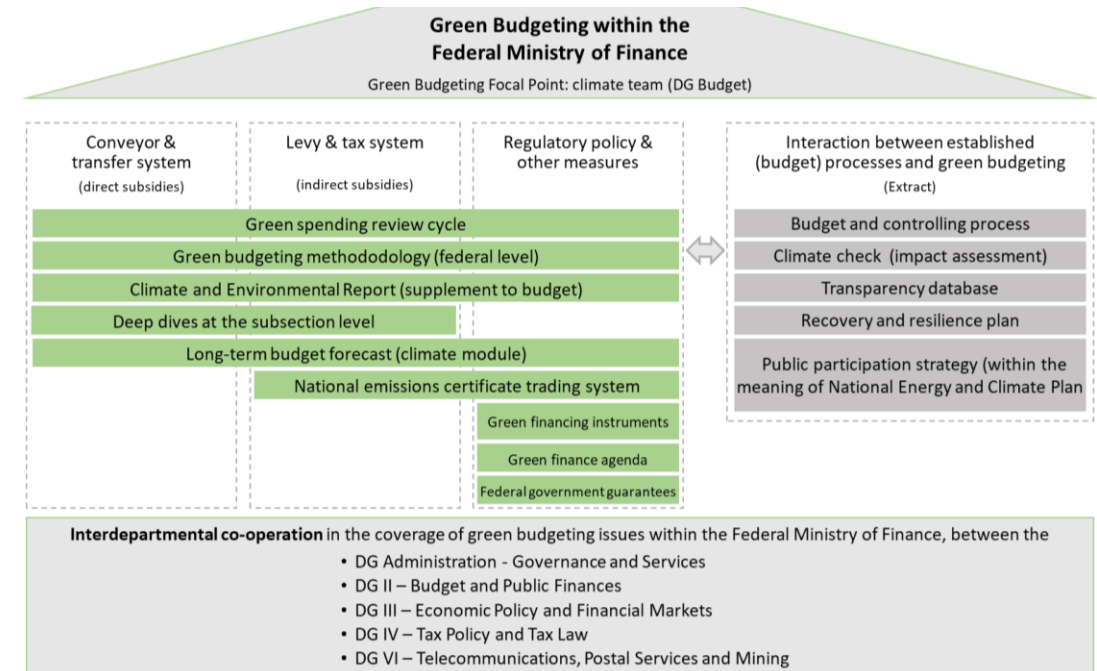 Green Budgeting within the
Federal Ministry of Finance
Green Budgeting Focal Point: climate team (DG Budget)
Conveyor &
transfer system
(direct subsidies)
Levy & tax system
(indirect subsidies)
Regulatory policy &
other measures
Interaction between established
(budget) processes and green budgeting
(Extract)
Green spending review cycle
Green budgeting methododology (federal level)
Climate and Environmental Report (supplement to budget)
Deep dives at the subsection level
Long-term budget forecast (climate module)
National emissions certificate trading system
Green financing instruments
Green finance agenda
Federal government guarantees
Budget and controlling process
Climate check (impact assessment)
Transparency database
Recovery and resilience plan
Public participation strategy (within the
meaning of National Energy and Climate Plan
Interdepartmental co-operation in the coverage of green budgeting issues within the Federal Ministry of Finance, between the
• DG Administration - Governance and Services
• DG II – Budget and Public Finances
• DG III – Economic Policy and Financial Markets
• DG IV – Tax Policy and Tax Law
• DG VI – Telecommunications, Postal Services and Mining